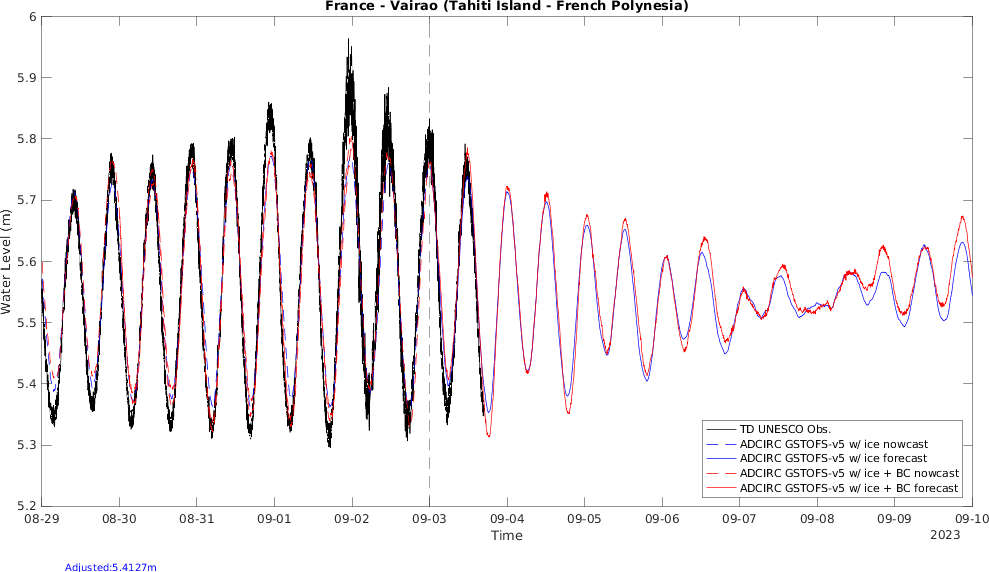 France - Vairao (Tahiti Island - French Polynesia)
6
5.9
5.8
5.7
5.6
5.5
5.4
5.3
5.2
Water Level (m)
TD UNESCO Obs.
ADCIRC GSTOFS-v5 w/ ice nowcast
ADCIRC GSTOFS-v5 w/ ice forecast
ADCIRC GSTOFS-v5 w/ ice + BC nowcast
ADCIRC GSTOFS-v5 w/ ice + BC forecast
08-29 08-30 08-31 09-01 09-02 09-03 09-04 09-05 09-06 09-07 09-08 09-09 09-10
Time
2023
Adjusted:5.4127m